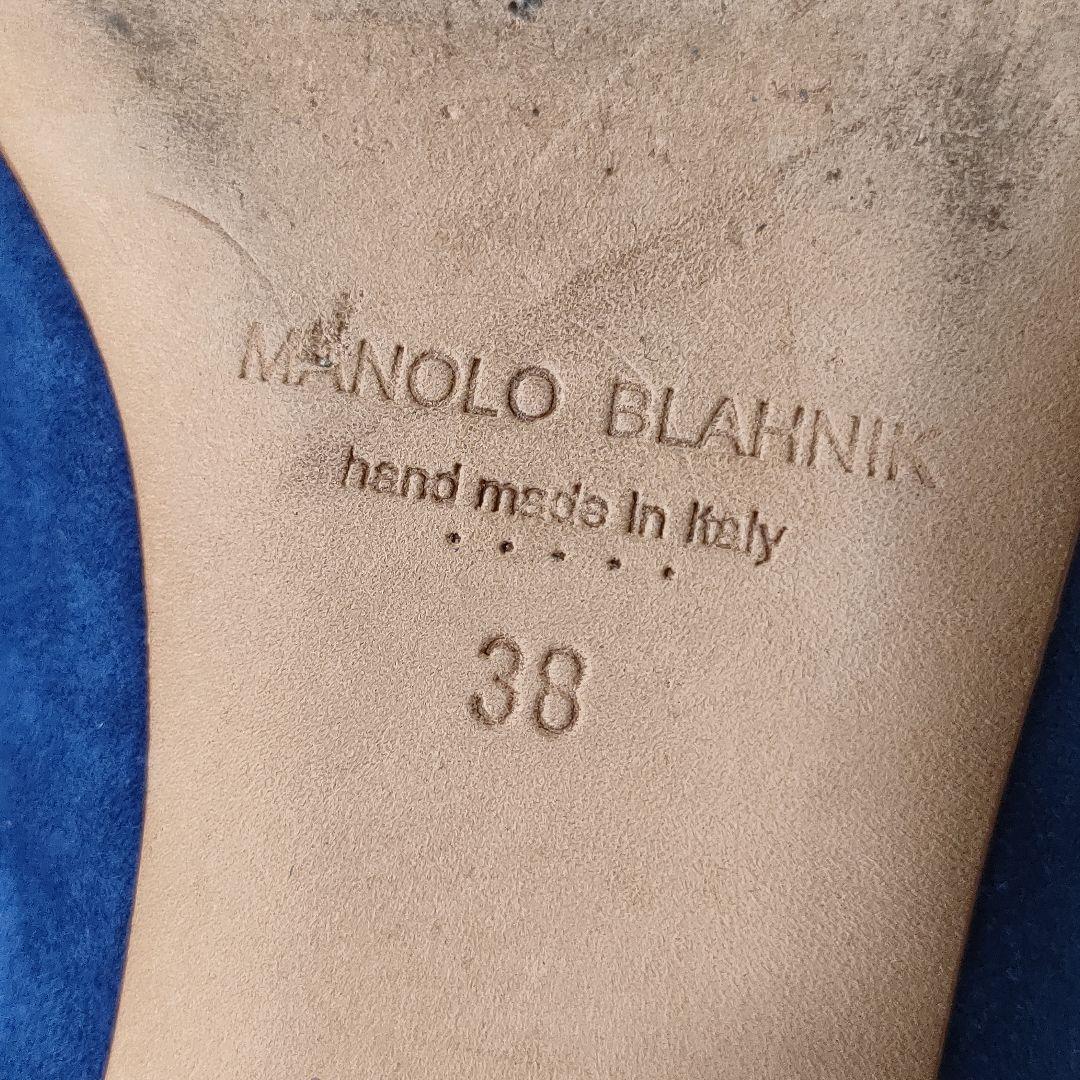 MANOLO BLAHNIK
hand made in Italy
.....
38